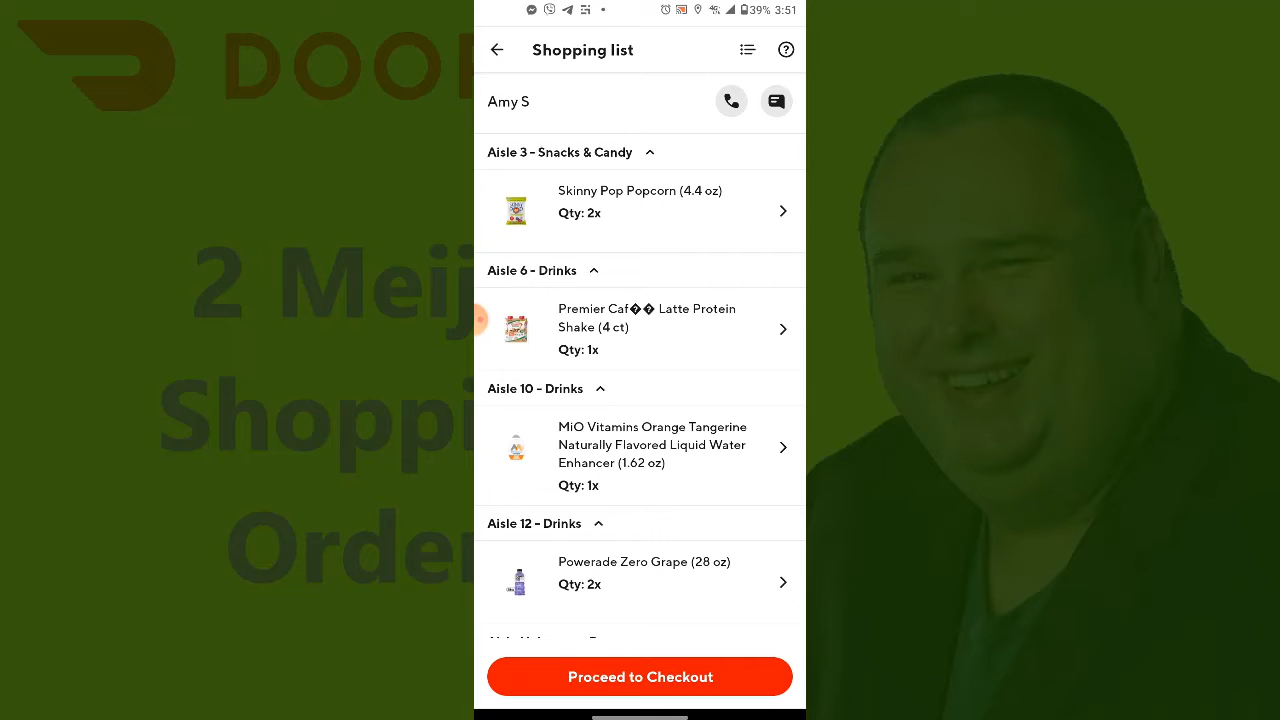 39% 3:51
Shopping list
Amy S
Aisle 3 - Snacks & Candy
Skinny Pop Popcorn (4.4 oz)
Qty: 2x
Aisle 6 - Drinks
Premier Caf�� Latte Protein
Shake (4 ct)
Qty: 1x
Aisle 10 - Drinks
MiO Vitamins Orange Tangerine
Naturally Flavored Liquid Water
Enhancer (1.62 oz)
Qty: 1x
Aisle 12 - Drinks
Powerade Zero Grape (28 oz)
Qty: 2x
Proceed to Checkout
DOO
2 Meij
Shoppi
Order